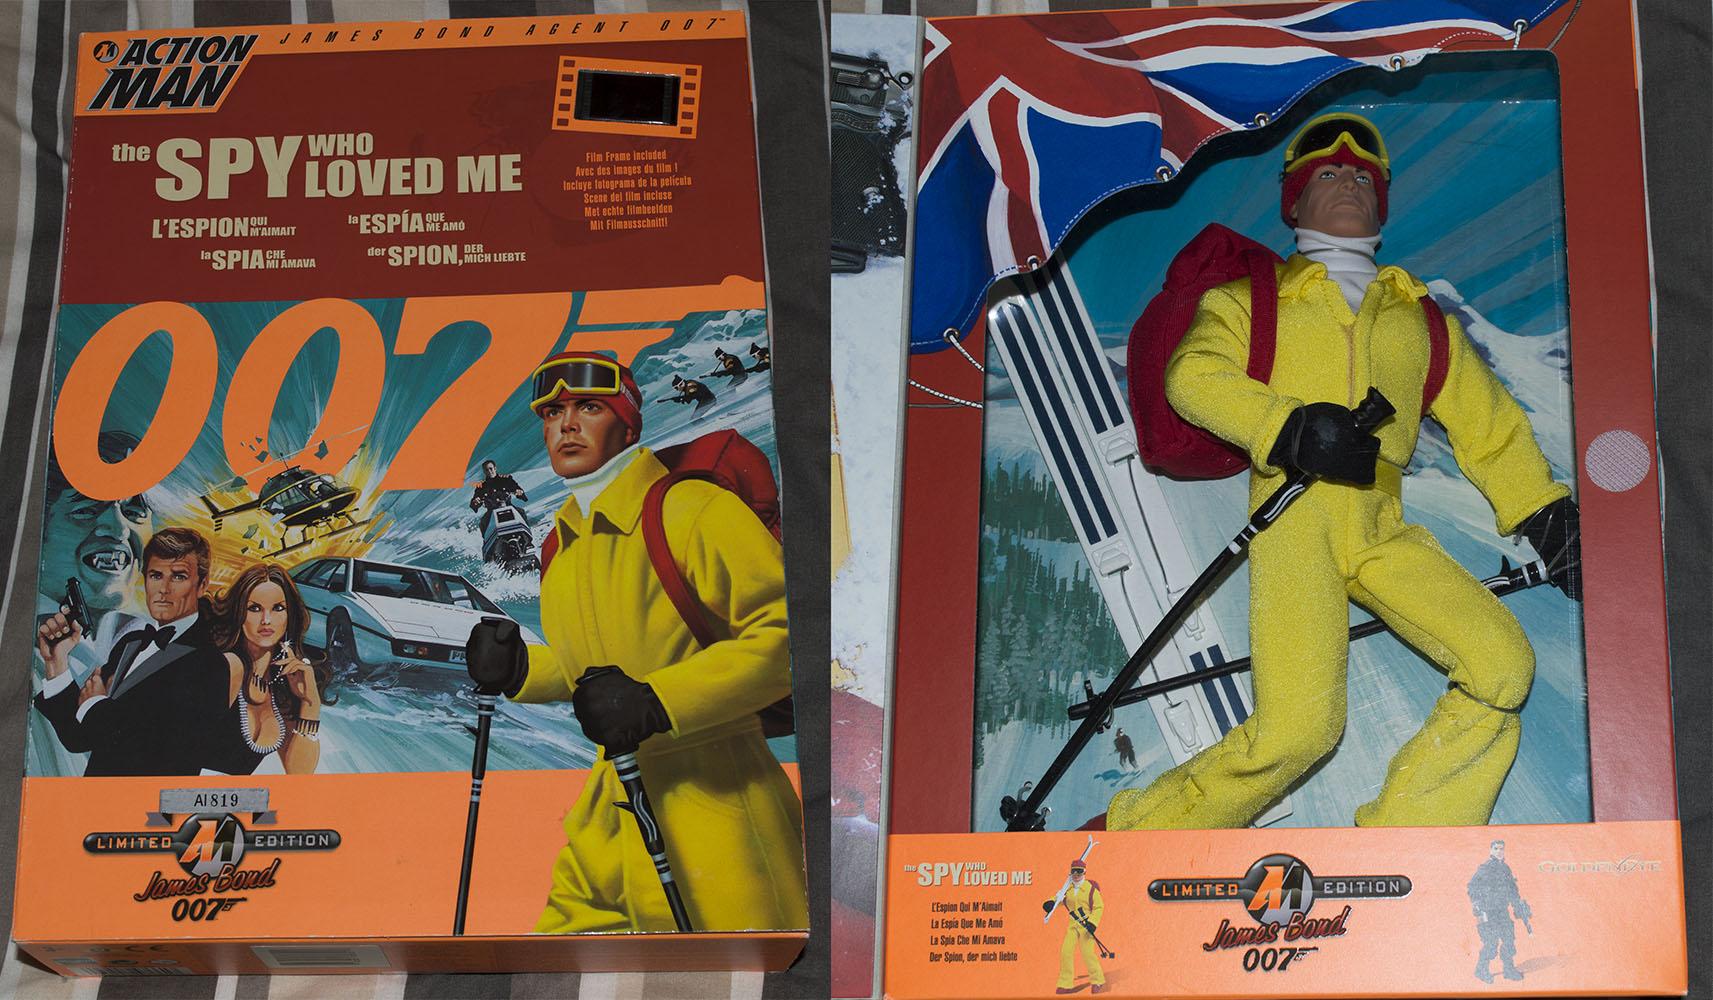 ACTION MAN
JAMES BOND AGENT 007™
the SPY WHO LOVED ME
L'ESPION QUI M'AIMAIT
la ESPÍA QUE ME AMÓ
la SPIA CHE MI AMAVA
der SPION, DER MICH LIEBTE
Film Frame included
Avec des images du film !
Incluye fotograma de la película
Scene del film incluse
Met echte filmbeelden
Mit Filmausschnitt!
007
AI 819
LIMITED EDITION
James Bond
007
the SPY WHO LOVED ME
L'Espion Qui M'Aimait
La Espía Que Me Amó
La Spia Che Mi Amava
Der Spion, der mich liebte
LIMITED EDITION
James Bond
007
GOLDENEYE